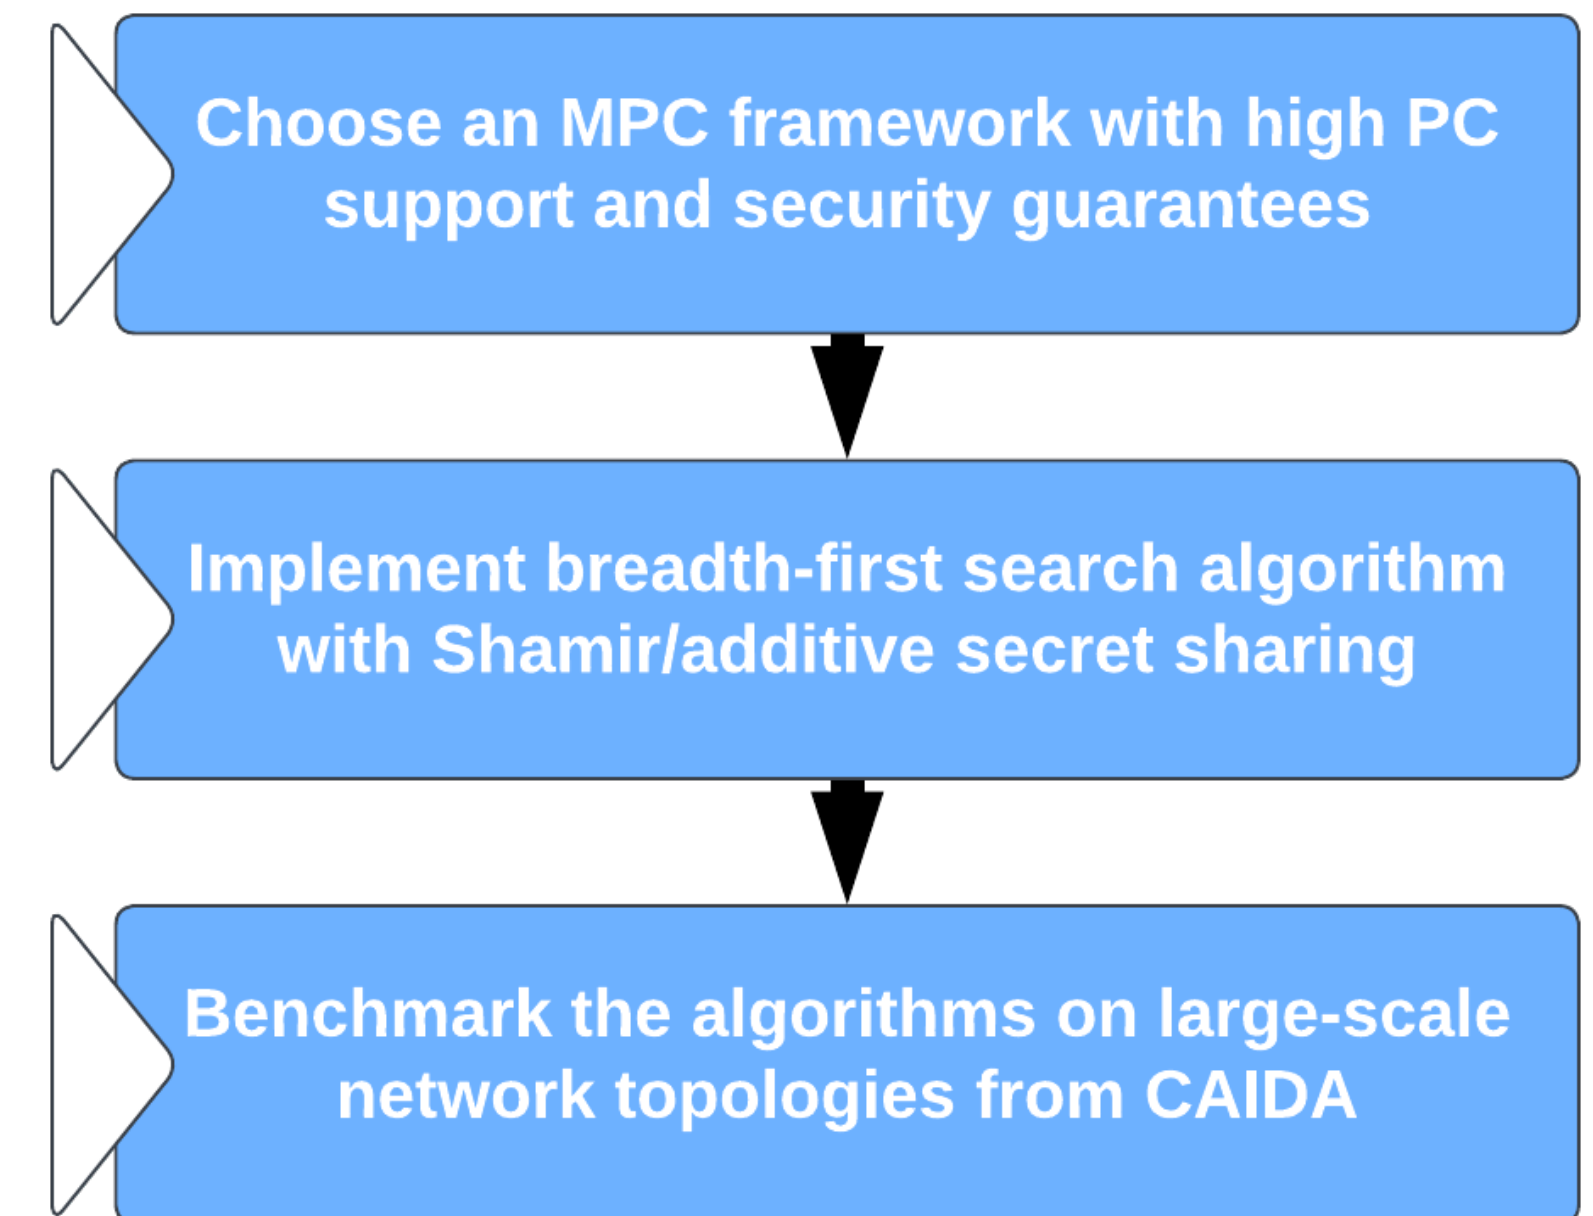 Choose an MPC framework with high PC
support and security guarantees
Implement breadth-first search algorithm
with Shamir/additive secret sharing
Benchmark the algorithms on large-scale
network topologies from CAIDA